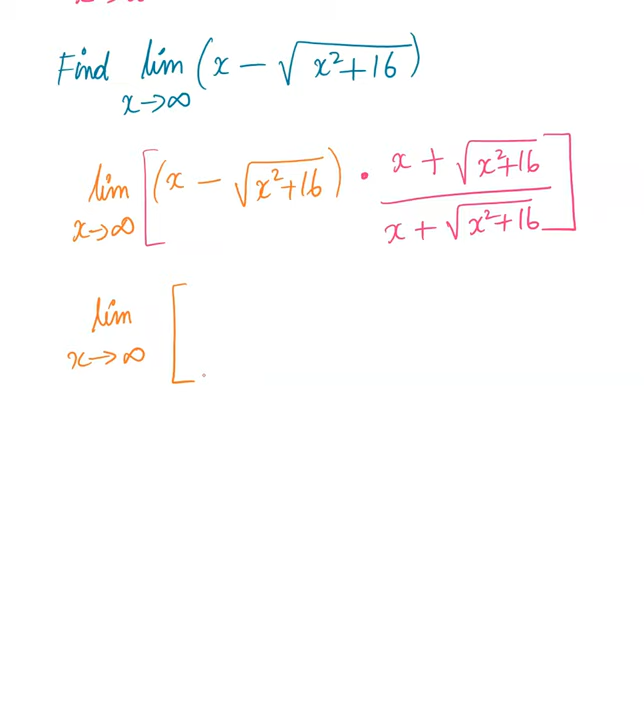 Find lim x→∞ (x − √(x²+16))
lim x→∞ [(x − √(x²+16)) · (x + √(x²+16))/(x + √(x²+16))]
lim x→∞ [